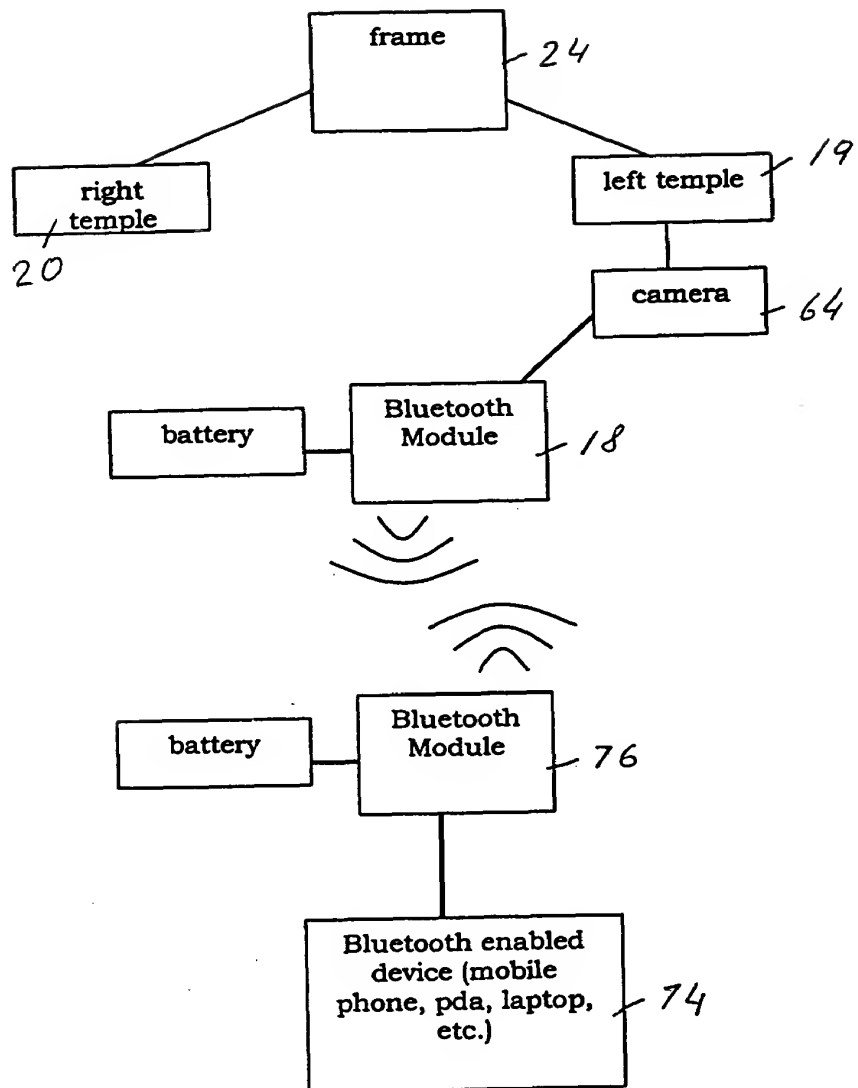 frame
24
19
left temple
right
temple
20
camera
64
battery
Bluetooth
Module
18
battery
Bluetooth
Module
76
Bluetooth enabled
device (mobile
phone, pda, laptop,
etc.)
74